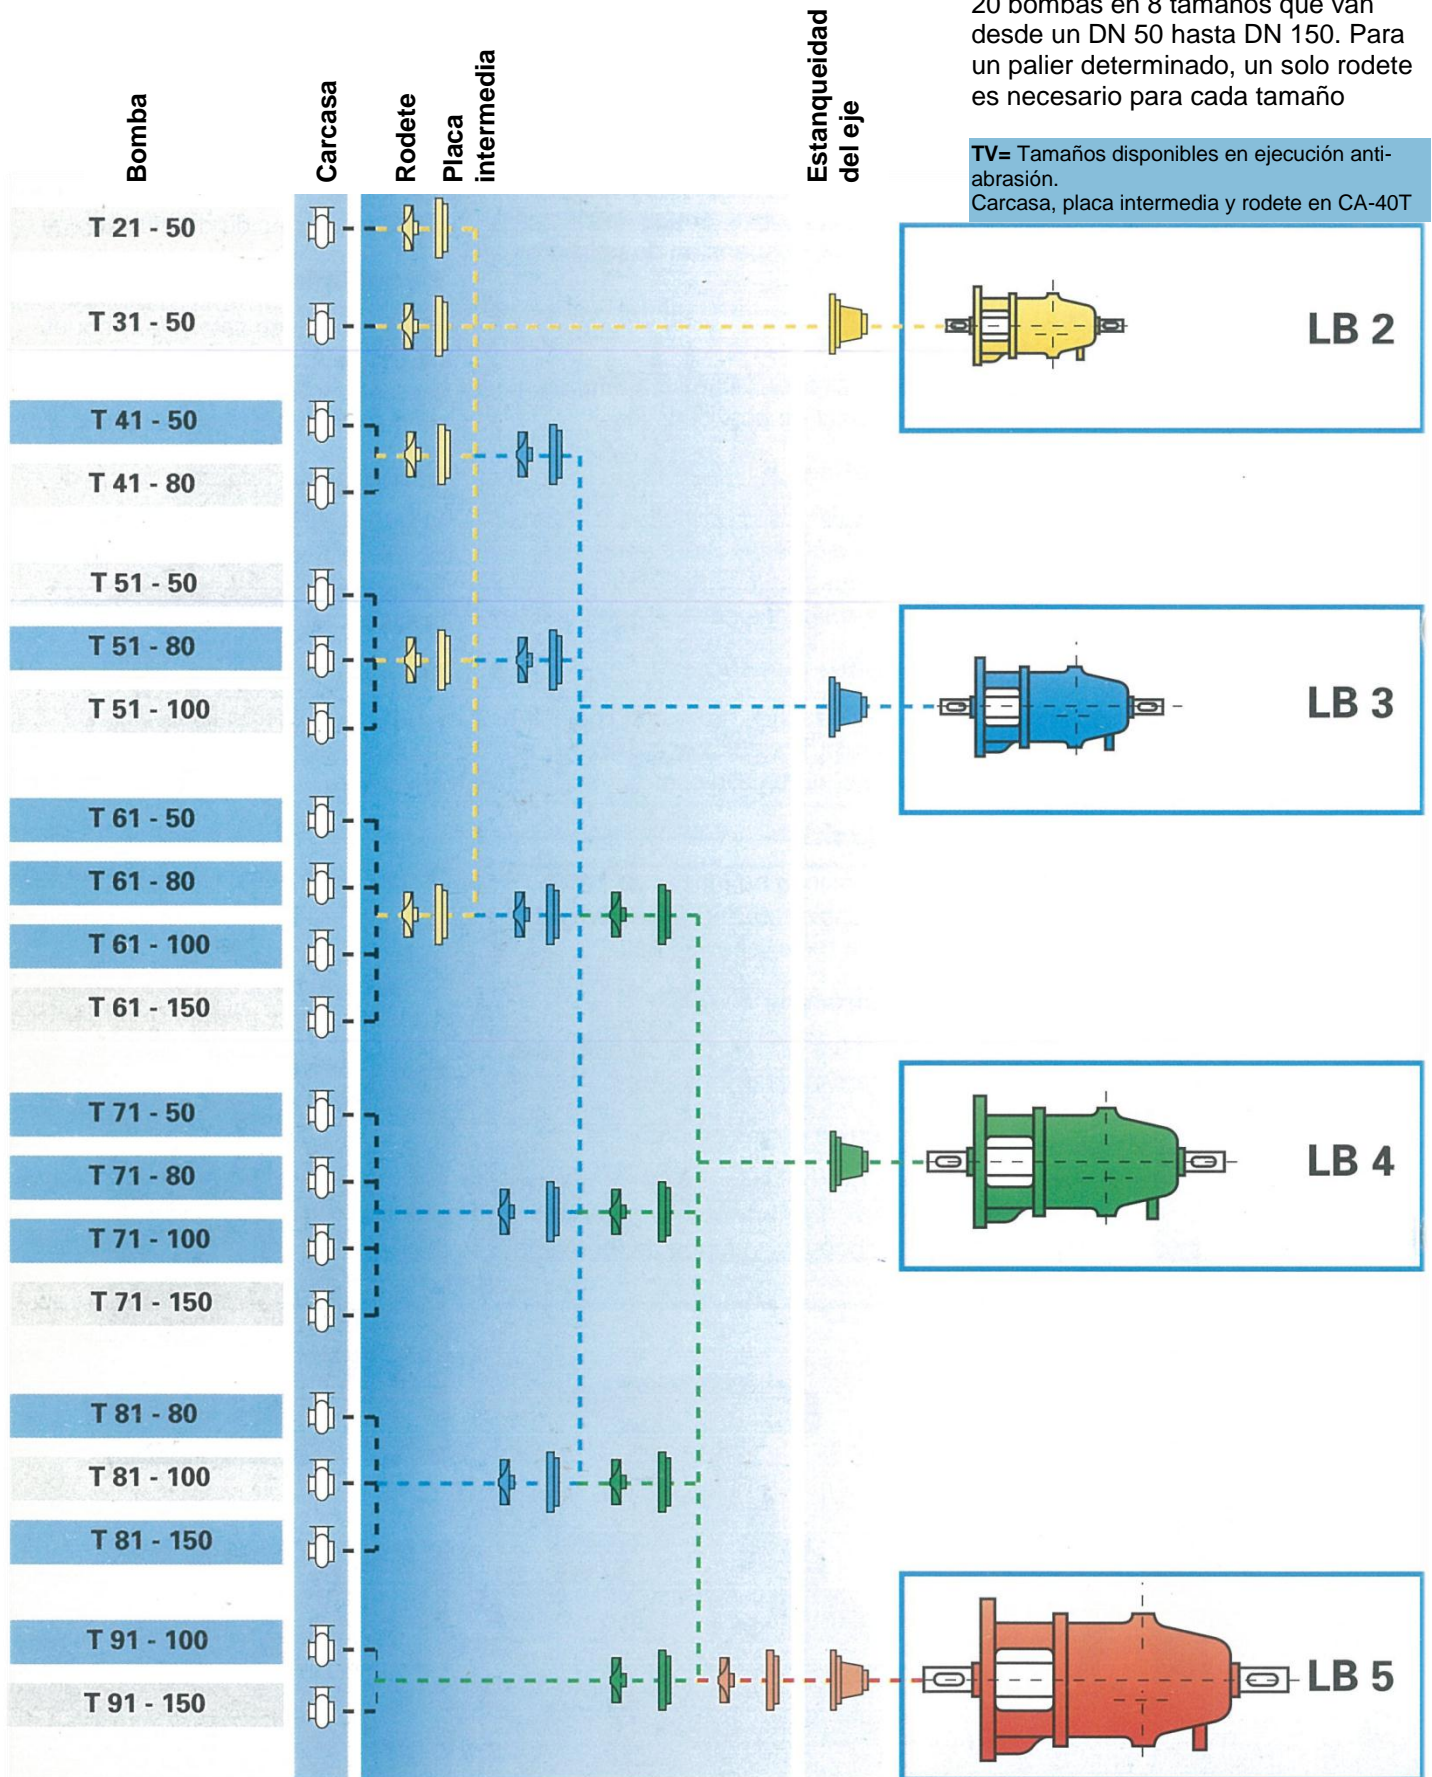 20 bombas en 8 tamaños que van
desde un DN 50 hasta DN 150. Para
un palier determinado, un solo rodete
es necesario para cada tamaño
TV= Tamaños disponibles en ejecución anti-
abrasión.
Carcasa, placa intermedia y rodete en CA-40T
Bomba
Carcasa
Rodete
Placa
intermedia
Estanqueidad
del eje
T 21 - 50
T 31 - 50
LB 2
T 41 - 50
T 41 - 80
T 51 - 50
T 51 - 80
T 51 - 100
LB 3
T 61 - 50
T 61 - 80
T 61 - 100
T 61 - 150
T 71 - 50
T 71 - 80
LB 4
T 71 - 100
T 71 - 150
T 81 - 80
T 81 - 100
T 81 - 150
T 91 - 100
LB 5
T 91 - 150